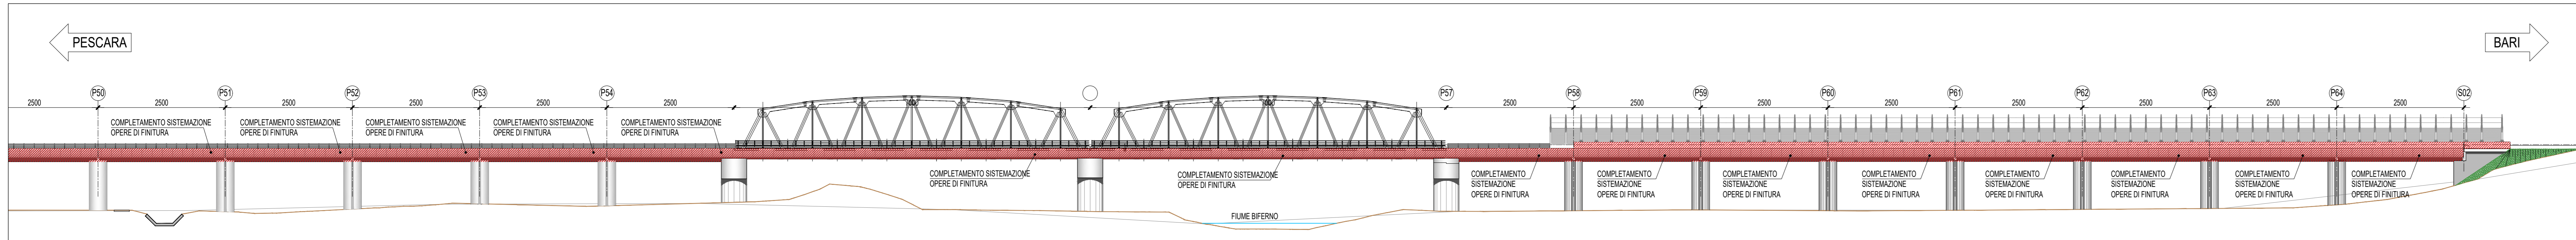 PESCARA
BARI
P50
P51
P52
P53
P54
P57
P58
P59
P60
P61
P62
P63
P64
S02
2500
2500
2500
2500
2500
2500
2500
2500
2500
2500
2500
2500
2500
2500
COMPLETAMENTO SISTEMAZIONE
OPERE DI FINITURA
COMPLETAMENTO SISTEMAZIONE
OPERE DI FINITURA
COMPLETAMENTO SISTEMAZIONE
OPERE DI FINITURA
COMPLETAMENTO SISTEMAZIONE
OPERE DI FINITURA
COMPLETAMENTO SISTEMAZIONE
OPERE DI FINITURA
COMPLETAMENTO SISTEMAZIONE
OPERE DI FINITURA
COMPLETAMENTO SISTEMAZIONE
OPERE DI FINITURA
COMPLETAMENTO
SISTEMAZIONE
OPERE DI FINITURA
COMPLETAMENTO
SISTEMAZIONE
OPERE DI FINITURA
COMPLETAMENTO
SISTEMAZIONE
OPERE DI FINITURA
COMPLETAMENTO
SISTEMAZIONE
OPERE DI FINITURA
COMPLETAMENTO
SISTEMAZIONE
OPERE DI FINITURA
COMPLETAMENTO
SISTEMAZIONE
OPERE DI FINITURA
COMPLETAMENTO
SISTEMAZIONE
OPERE DI FINITURA
COMPLETAMENTO
SISTEMAZIONE
OPERE DI FINITURA
FIUME BIFERNO